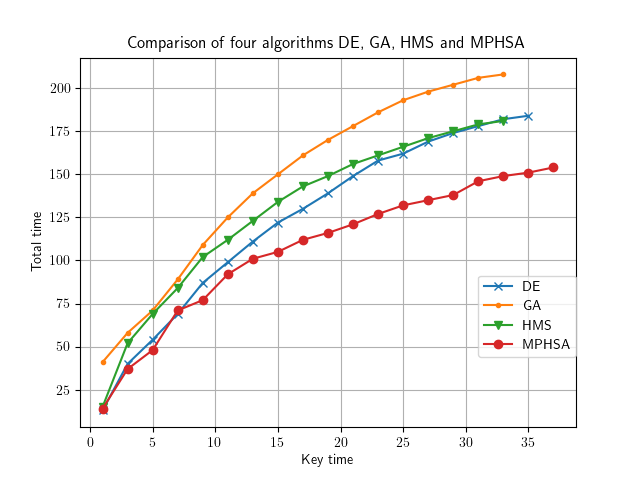 Comparison of four algorithms DE, GA, HMS and MPHSA
Total time
200
175
150
125
100
75
50
25
DE
GA
HMS
MPHSA
0 5 10 15 20 25 30 35
Key time